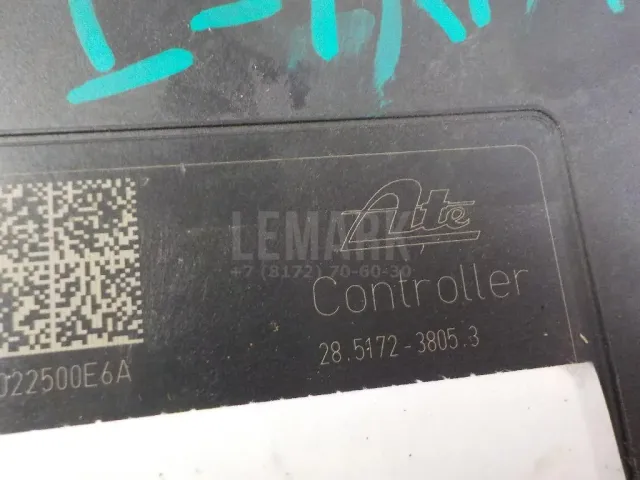 Ate
LEMARK
+7 (8172) 70-60-30
Controller
28.5172-3805.3
022500E6A